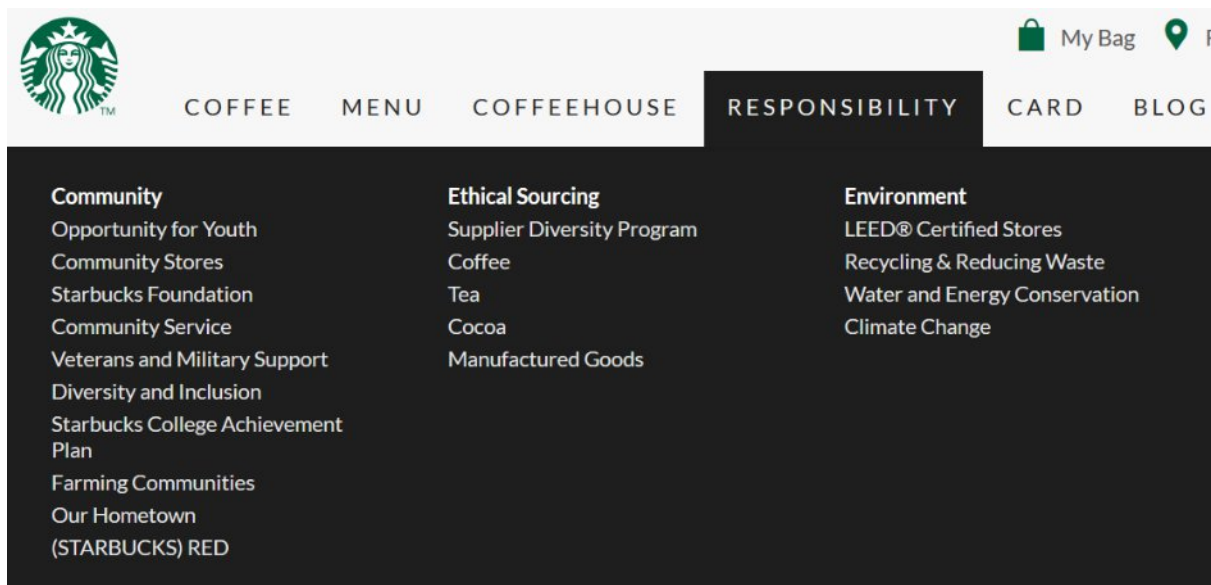 My Bag
TM
COFFEE MENU COFFEEHOUSE RESPONSIBILITY CARD BLOG
Community
Opportunity for Youth
Community Stores
Starbucks Foundation
Community Service
Veterans and Military Support
Diversity and Inclusion
Starbucks College Achievement
Plan
Farming Communities
Our Hometown
(STARBUCKS) RED
Ethical Sourcing
Supplier Diversity Program
Coffee
Tea
Cocoa
Manufactured Goods
Environment
LEED® Certified Stores
Recycling & Reducing Waste
Water and Energy Conservation
Climate Change